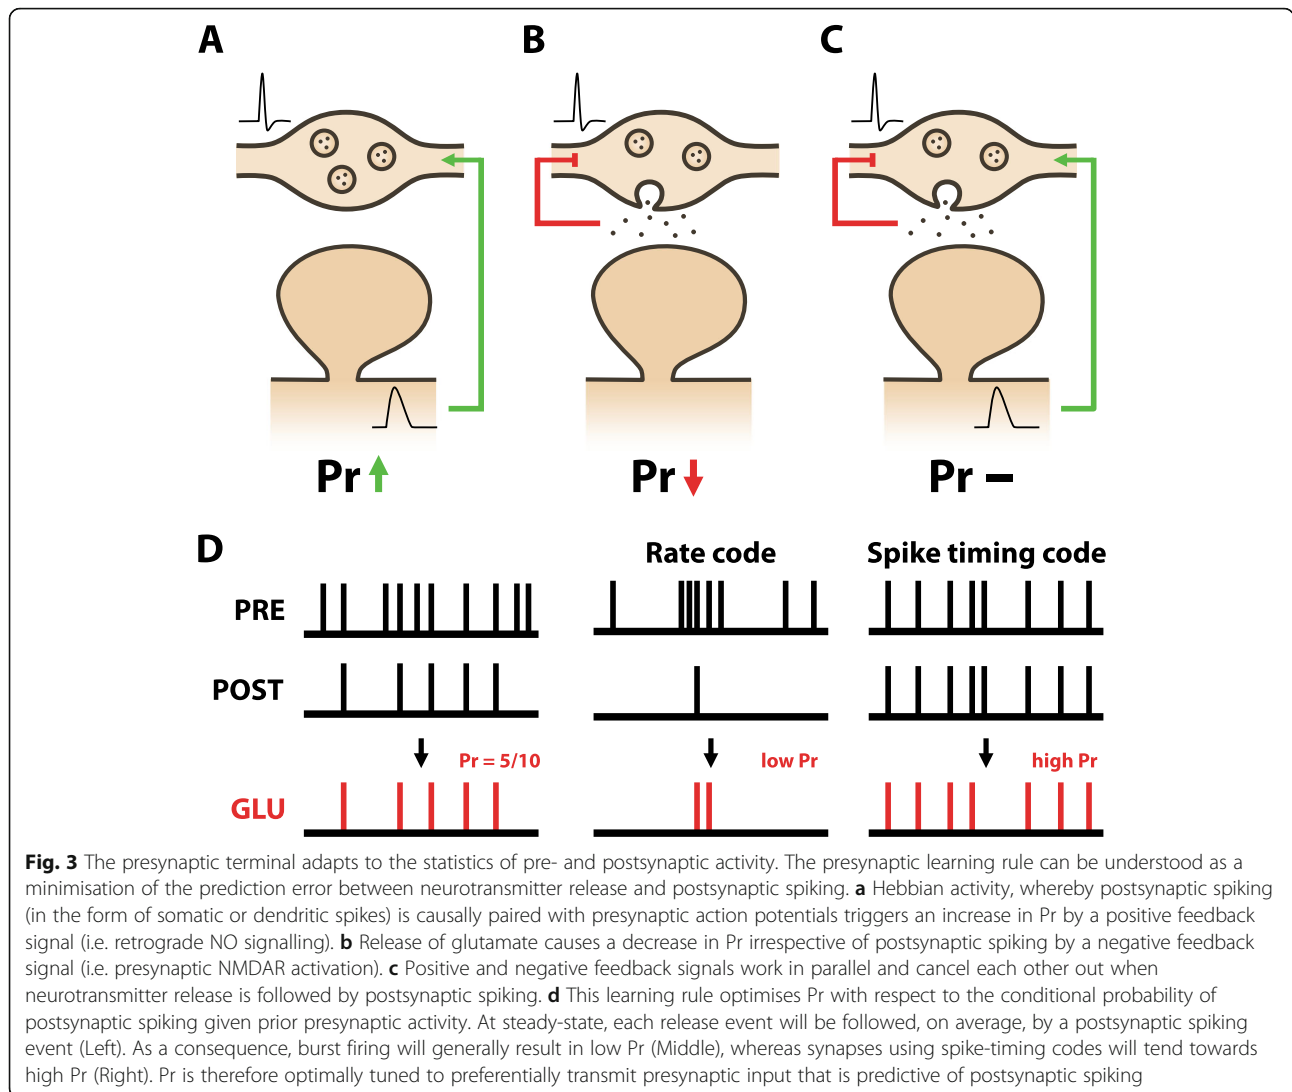 A
B
C
Pr
Pr
Pr –
D
Rate code
Spike timing code
PRE
POST
Pr = 5/10
low Pr
high Pr
GLU
Fig. 3 The presynaptic terminal adapts to the statistics of pre- and postsynaptic activity. The presynaptic learning rule can be understood as a
minimisation of the prediction error between neurotransmitter release and postsynaptic spiking. a Hebbian activity, whereby postsynaptic spiking
(in the form of somatic or dendritic spikes) is causally paired with presynaptic action potentials triggers an increase in Pr by a positive feedback
signal (i.e. retrograde NO signalling). b Release of glutamate causes a decrease in Pr irrespective of postsynaptic spiking by a negative feedback
signal (i.e. presynaptic NMDAR activation). c Positive and negative feedback signals work in parallel and cancel each other out when
neurotransmitter release is followed by postsynaptic spiking. d This learning rule optimises Pr with respect to the conditional probability of
postsynaptic spiking given prior presynaptic activity. At steady-state, each release event will be followed, on average, by a postsynaptic spiking
event (Left). As a consequence, burst firing will generally result in low Pr (Middle), whereas synapses using spike-timing codes will tend towards
high Pr (Right). Pr is therefore optimally tuned to preferentially transmit presynaptic input that is predictive of postsynaptic spiking